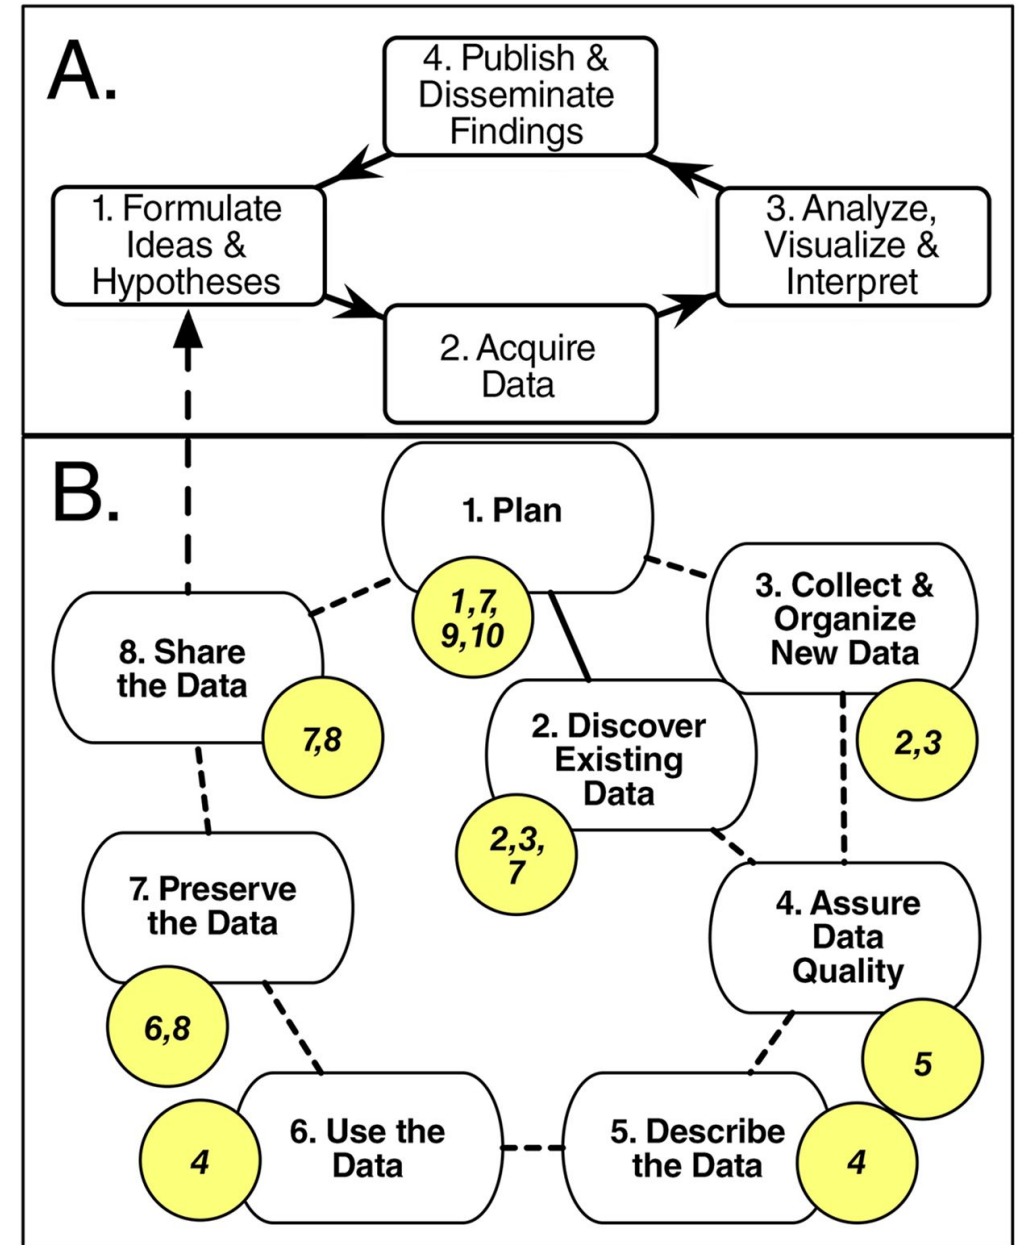 A.
4. Publish &
Disseminate
Findings
1. Formulate
Ideas &
Hypotheses
3. Analyze,
Visualize &
Interpret
2. Acquire
Data
B.
1. Plan
1,7,
9,10
3. Collect &
Organize
New Data
2,3
8. Share
the Data
7,8
2. Discover
Existing
Data
2,3,
7
7. Preserve
the Data
6,8
4. Assure
Data
Quality
5
6. Use the
Data
4
5. Describe
the Data
4